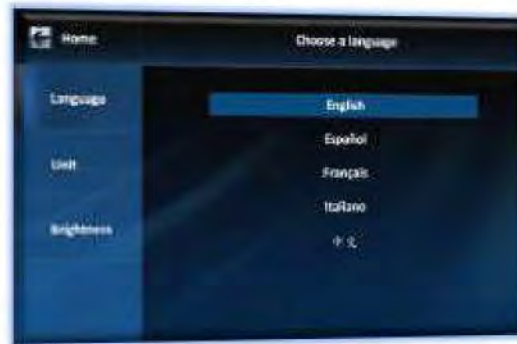 Home
Choose a language
Language
English
Español
Unit
Français
Italiano
Brightness
中文